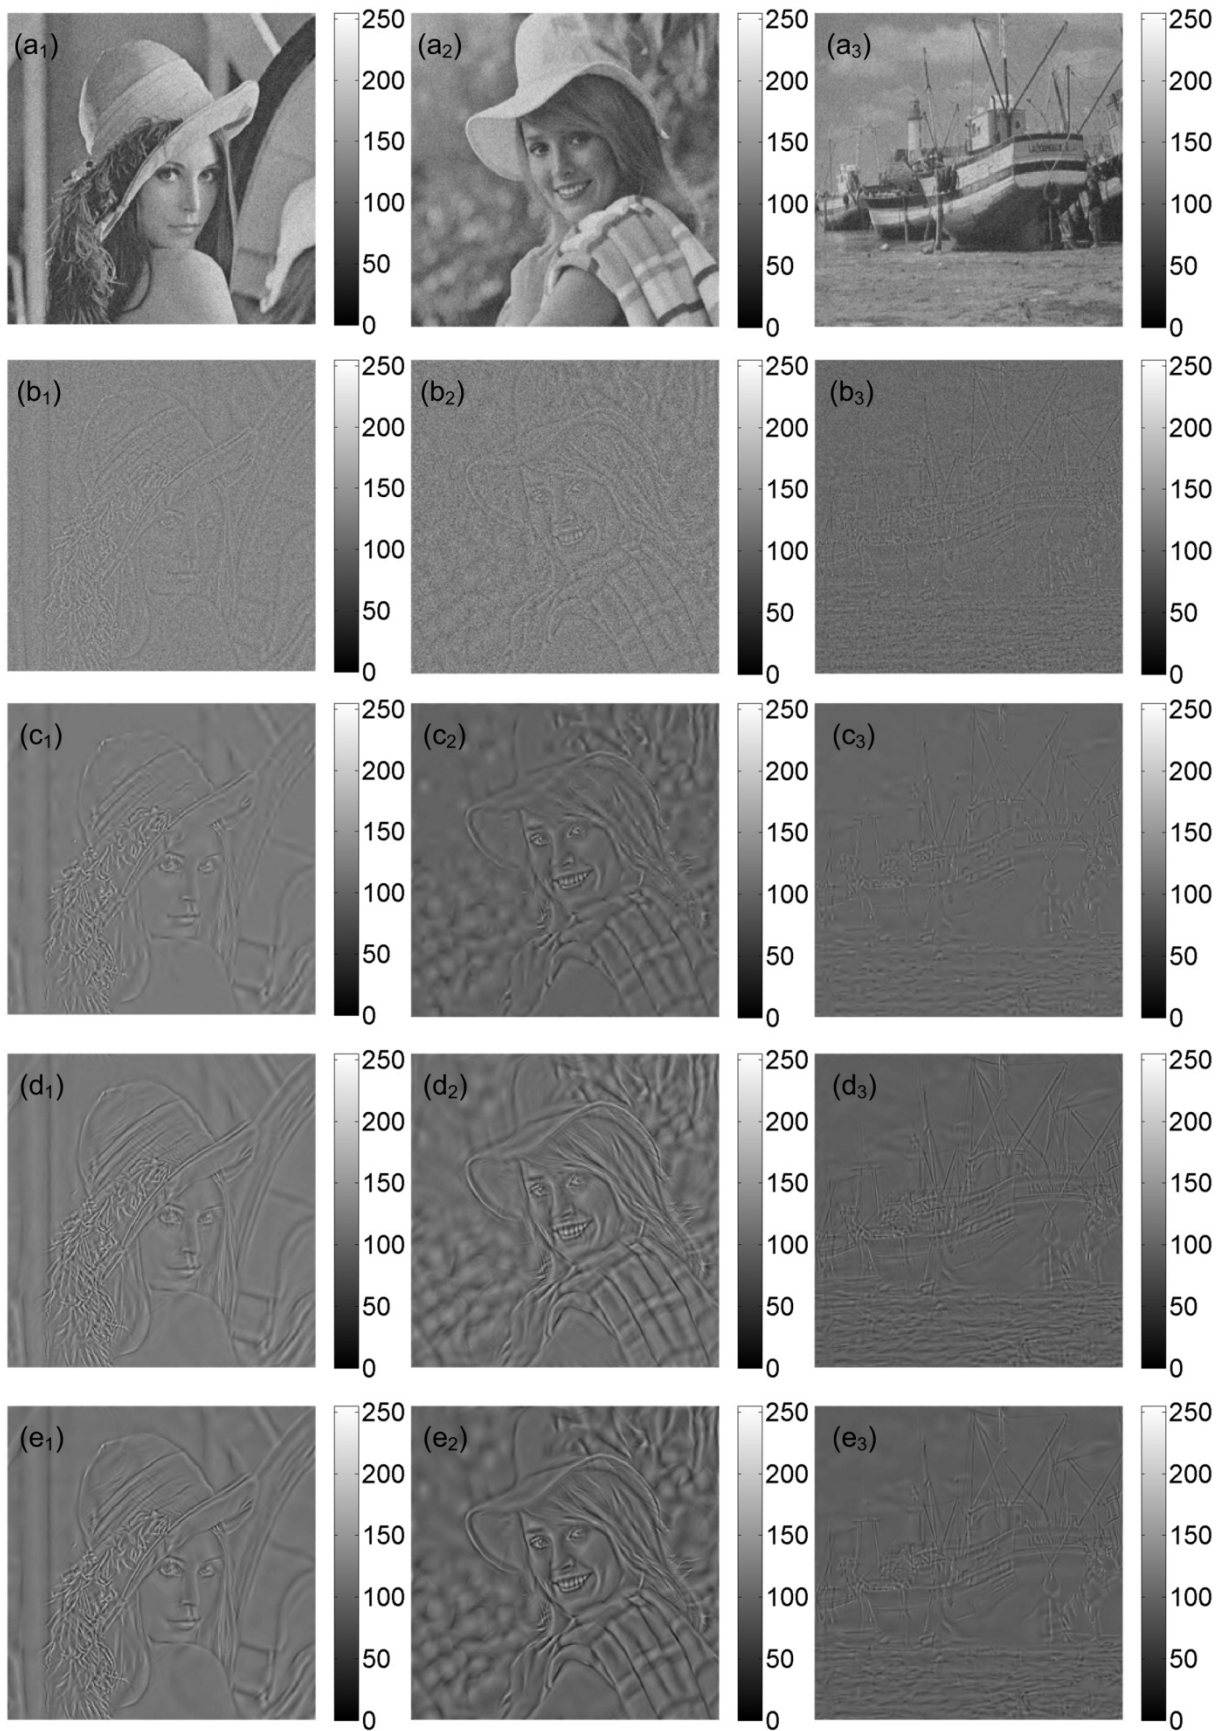 (a₁) 250 200 150 100 50 0 (a₂) 250 200 150 100 50 0 (a₃) 250 200 150 100 50 0
(b₁) 250 200 150 100 50 0 (b₂) 250 200 150 100 50 0 (b₃) 250 200 150 100 50 0
(c₁) 250 200 150 100 50 0 (c₂) 250 200 150 100 50 0 (c₃) 250 200 150 100 50 0
(d₁) 250 200 150 100 50 0 (d₂) 250 200 150 100 50 0 (d₃) 250 200 150 100 50 0
(e₁) 250 200 150 100 50 0 (e₂) 250 200 150 100 50 0 (e₃) 250 200 150 100 50 0